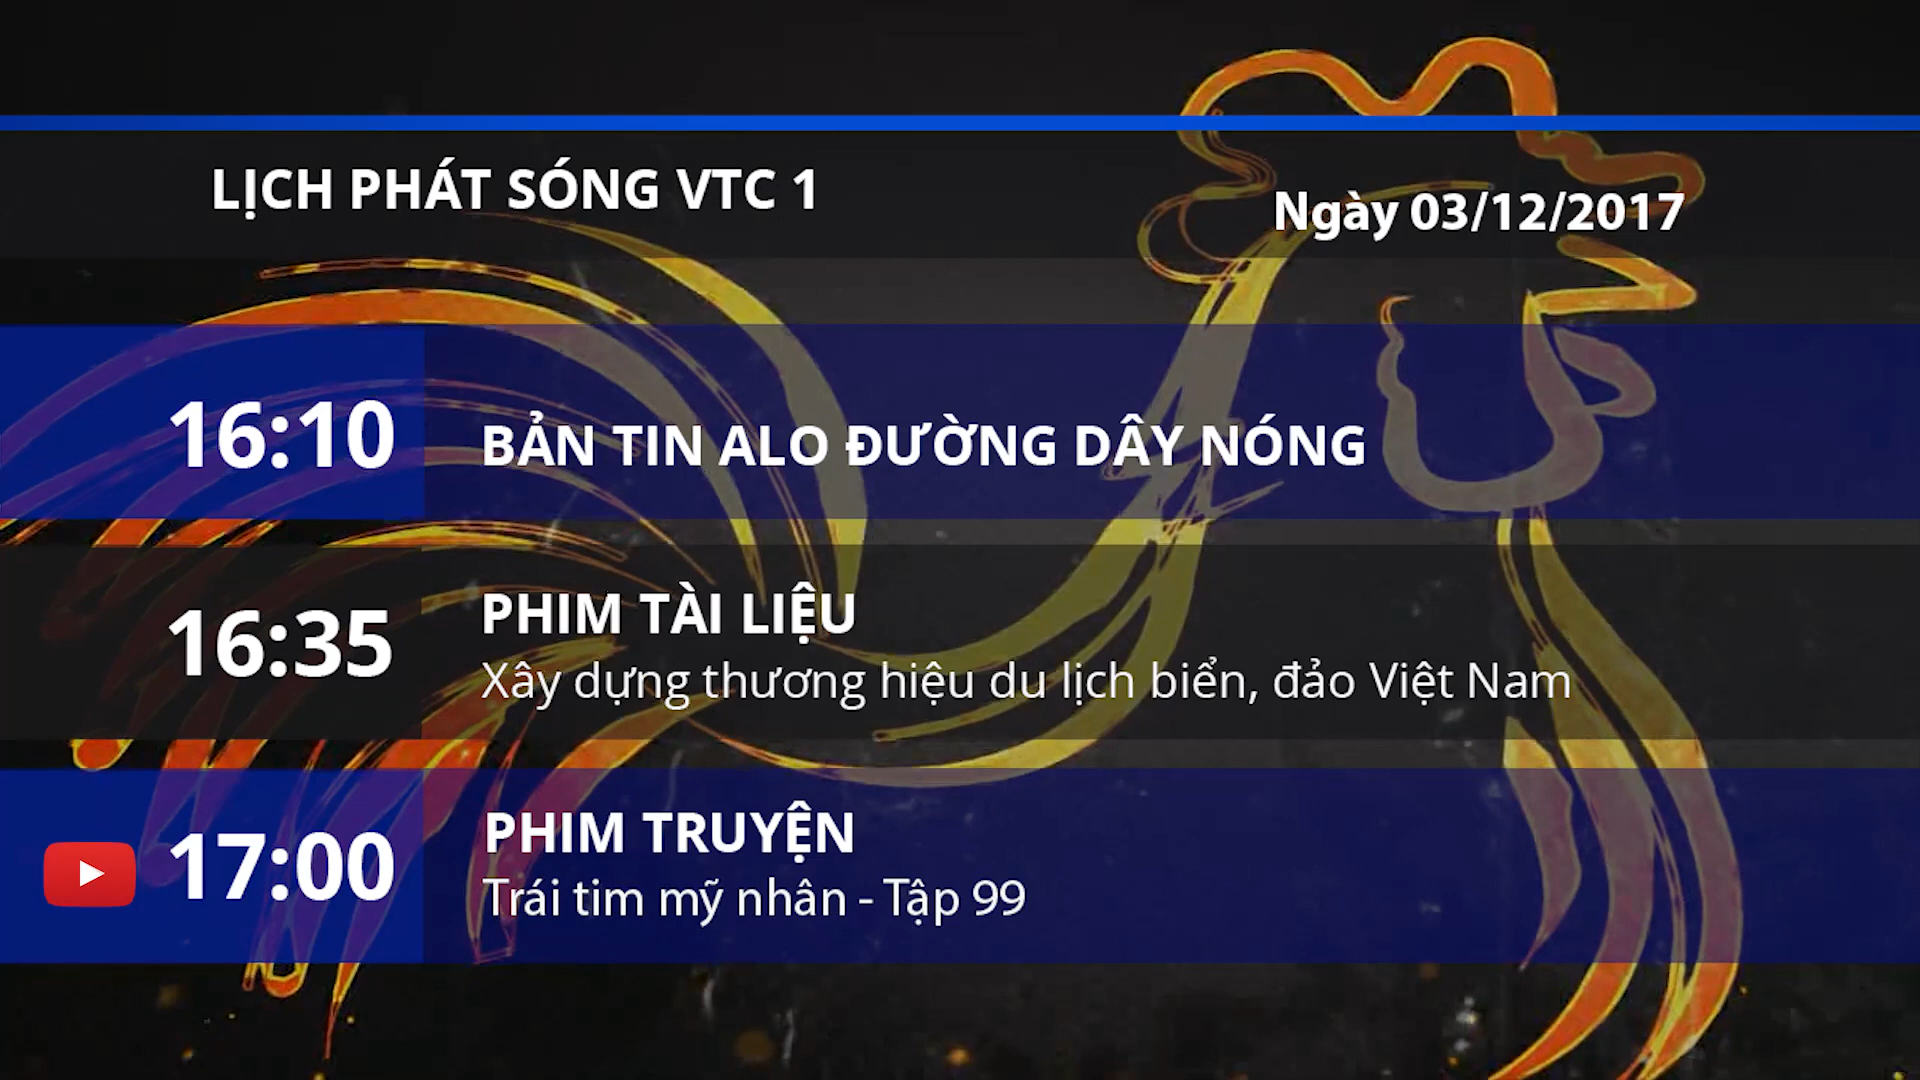 LỊCH PHÁT SÓNG VTC 1
Ngày 03/12/2017
16:10
BẢN TIN ALO ĐƯỜNG DÂY NÓNG
16:35
PHIM TÀI LIỆU
Xây dựng thương hiệu du lịch biển, đảo Việt Nam
17:00
PHIM TRUYỆN
Trái tim mỹ nhân - Tập 99